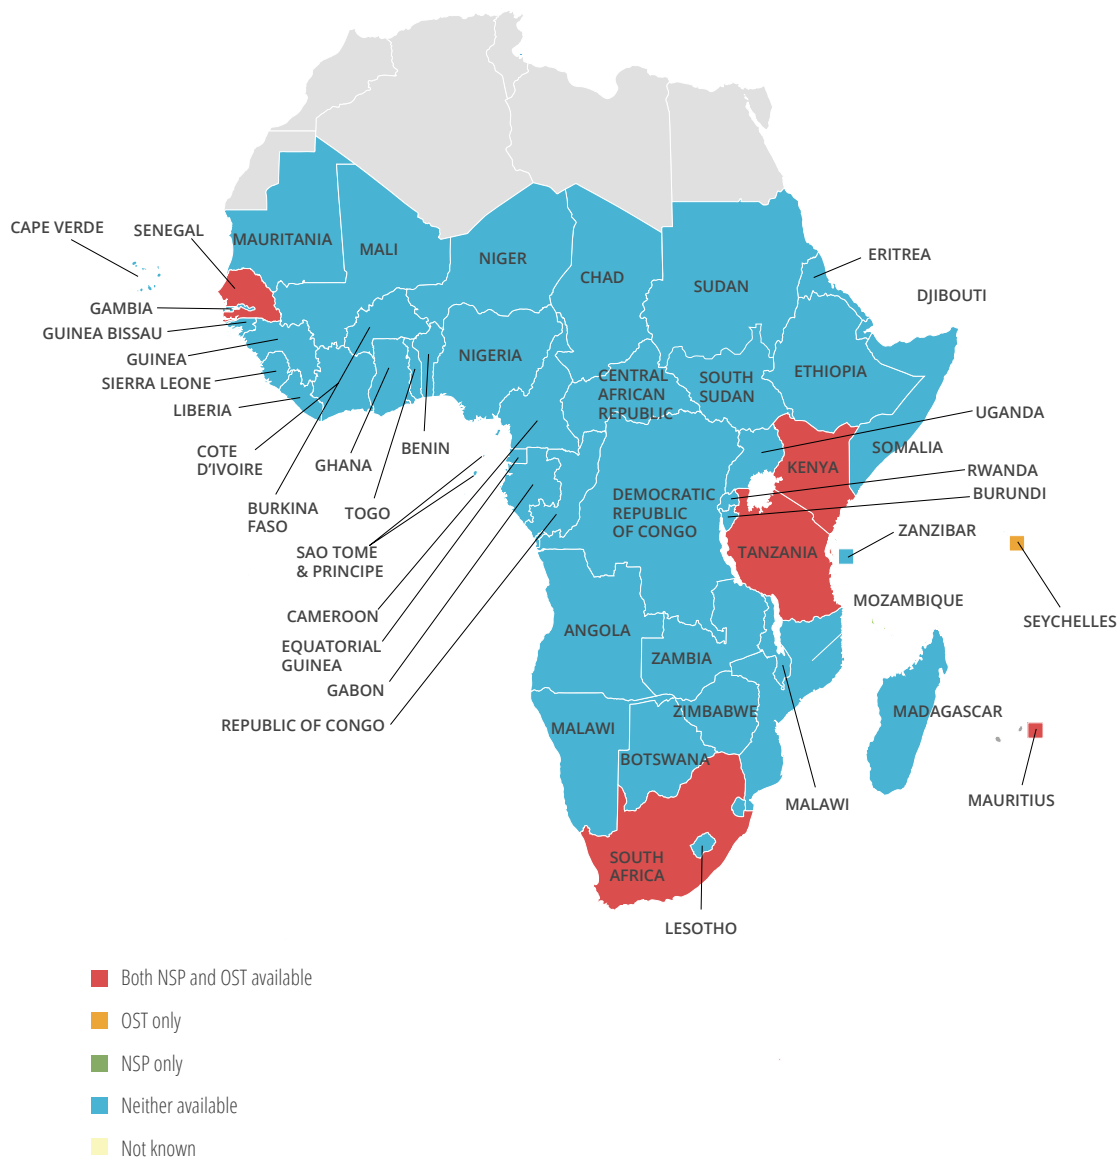 CAPE VERDE
SENEGAL
MAURITANIA
MALI
NIGER
CHAD
SUDAN
ERITREA
DJIBOUTI
GAMBIA
GUINEA BISSAU
GUINEA
SIERRA LEONE
LIBERIA
NIGERIA
CENTRAL
AFRICAN
REPUBLIC
SOUTH
SUDAN
ETHIOPIA
UGANDA
SOMALIA
COTE
D'IVOIRE
GHANA
BENIN
KENYA
RWANDA
BURUNDI
BURKINA
FASO
TOGO
DEMOCRATIC
REPUBLIC
OF CONGO
ZANZIBAR
SAO TOME
& PRINCIPE
TANZANIA
MOZAMBIQUE
SEYCHELLES
CAMEROON
ANGOLA
EQUATORIAL
GUINEA
ZAMBIA
GABON
REPUBLIC OF CONGO
MALAWI
ZIMBABWE
MADAGASCAR
BOTSWANA
MALAWI
MAURITIUS
SOUTH
AFRICA
LESOTHO
Both NSP and OST available
OST only
NSP only
Neither available
Not known